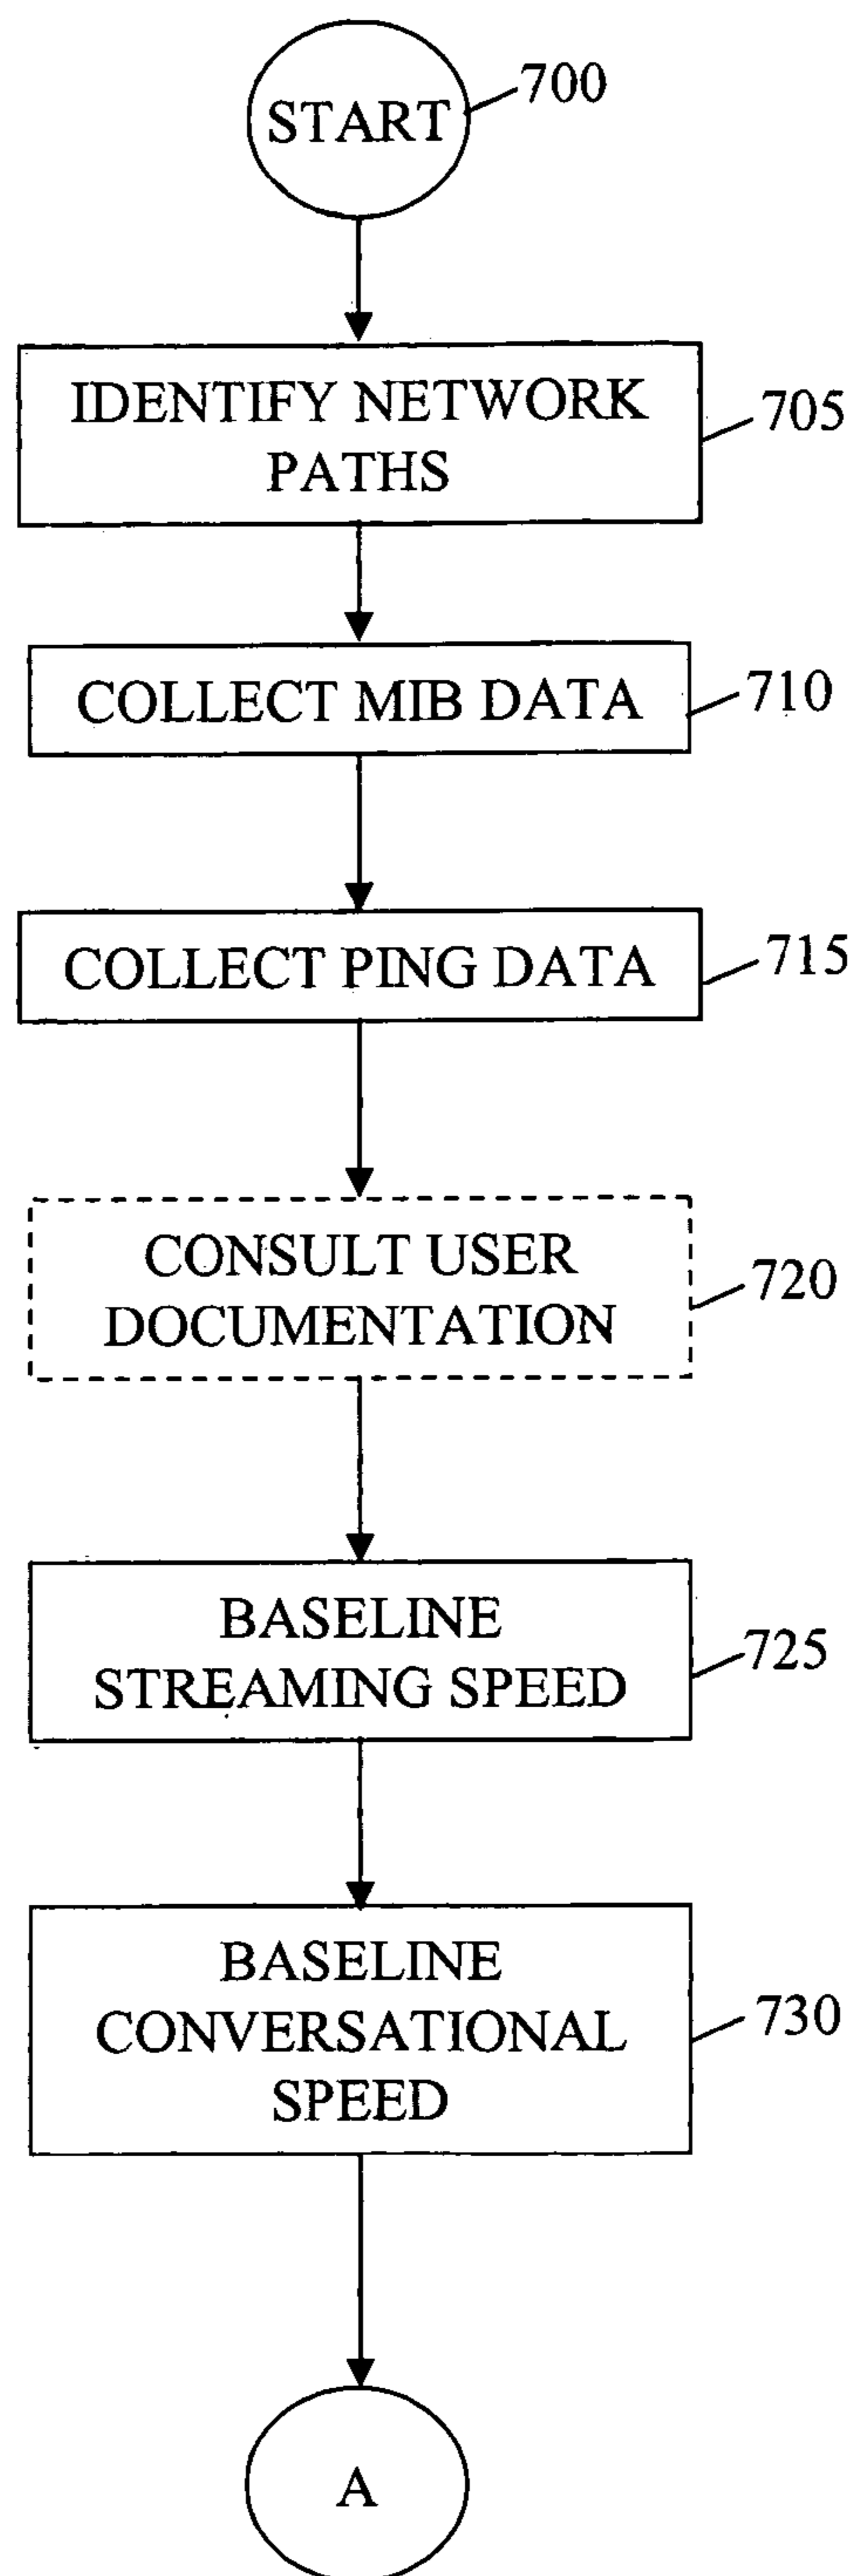 START
700
IDENTIFY NETWORK
PATHS
705
COLLECT MIB DATA
710
COLLECT PING DATA
715
CONSULT USER
DOCUMENTATION
720
BASELINE
STREAMING SPEED
725
BASELINE
CONVERSATIONAL
SPEED
730
A